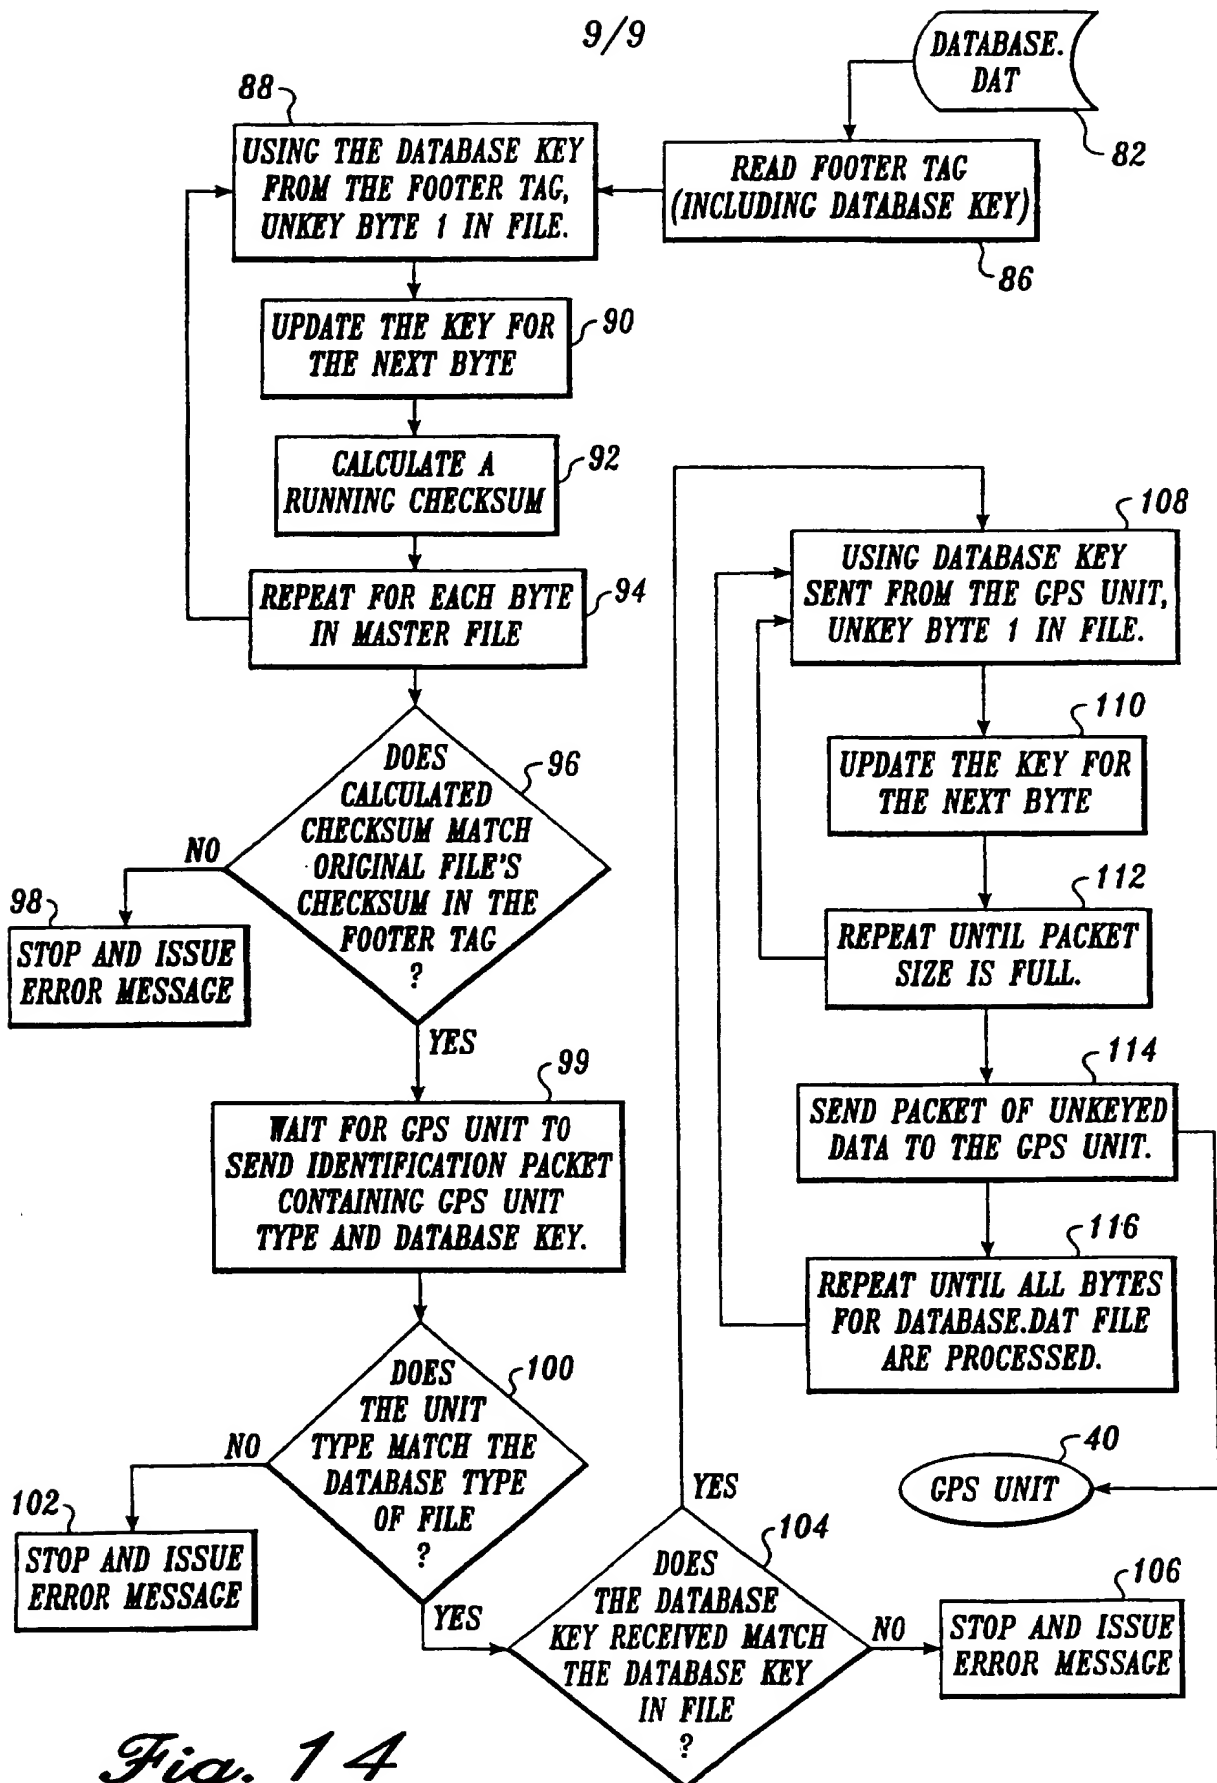 9/9
DATABASE.
DAT
82
READ FOOTER TAG
(INCLUDING DATABASE KEY)
86
88
USING THE DATABASE KEY
FROM THE FOOTER TAG,
UNKEY BYTE 1 IN FILE.
UPDATE THE KEY FOR
THE NEXT BYTE
90
CALCULATE A
RUNNING CHECKSUM
92
REPEAT FOR EACH BYTE
IN MASTER FILE
94
DOES
CALCULATED
CHECKSUM MATCH
ORIGINAL FILE'S
CHECKSUM IN THE
FOOTER TAG
?
96
NO
98
STOP AND ISSUE
ERROR MESSAGE
YES
99
WAIT FOR GPS UNIT TO
SEND IDENTIFICATION PACKET
CONTAINING GPS UNIT
TYPE AND DATABASE KEY.
DOES
THE UNIT
TYPE MATCH THE
DATABASE TYPE
OF FILE
?
100
NO
102
STOP AND ISSUE
ERROR MESSAGE
YES
DOES
THE DATABASE
KEY RECEIVED MATCH
THE DATABASE KEY
IN FILE
?
104
NO
106
STOP AND ISSUE
ERROR MESSAGE
YES
108
USING DATABASE KEY
SENT FROM THE GPS UNIT,
UNKEY BYTE 1 IN FILE.
110
UPDATE THE KEY FOR
THE NEXT BYTE
112
REPEAT UNTIL PACKET
SIZE IS FULL.
114
SEND PACKET OF UNKEYED
DATA TO THE GPS UNIT.
116
REPEAT UNTIL ALL BYTES
FOR DATABASE.DAT FILE
ARE PROCESSED.
40
GPS UNIT
Fig. 14